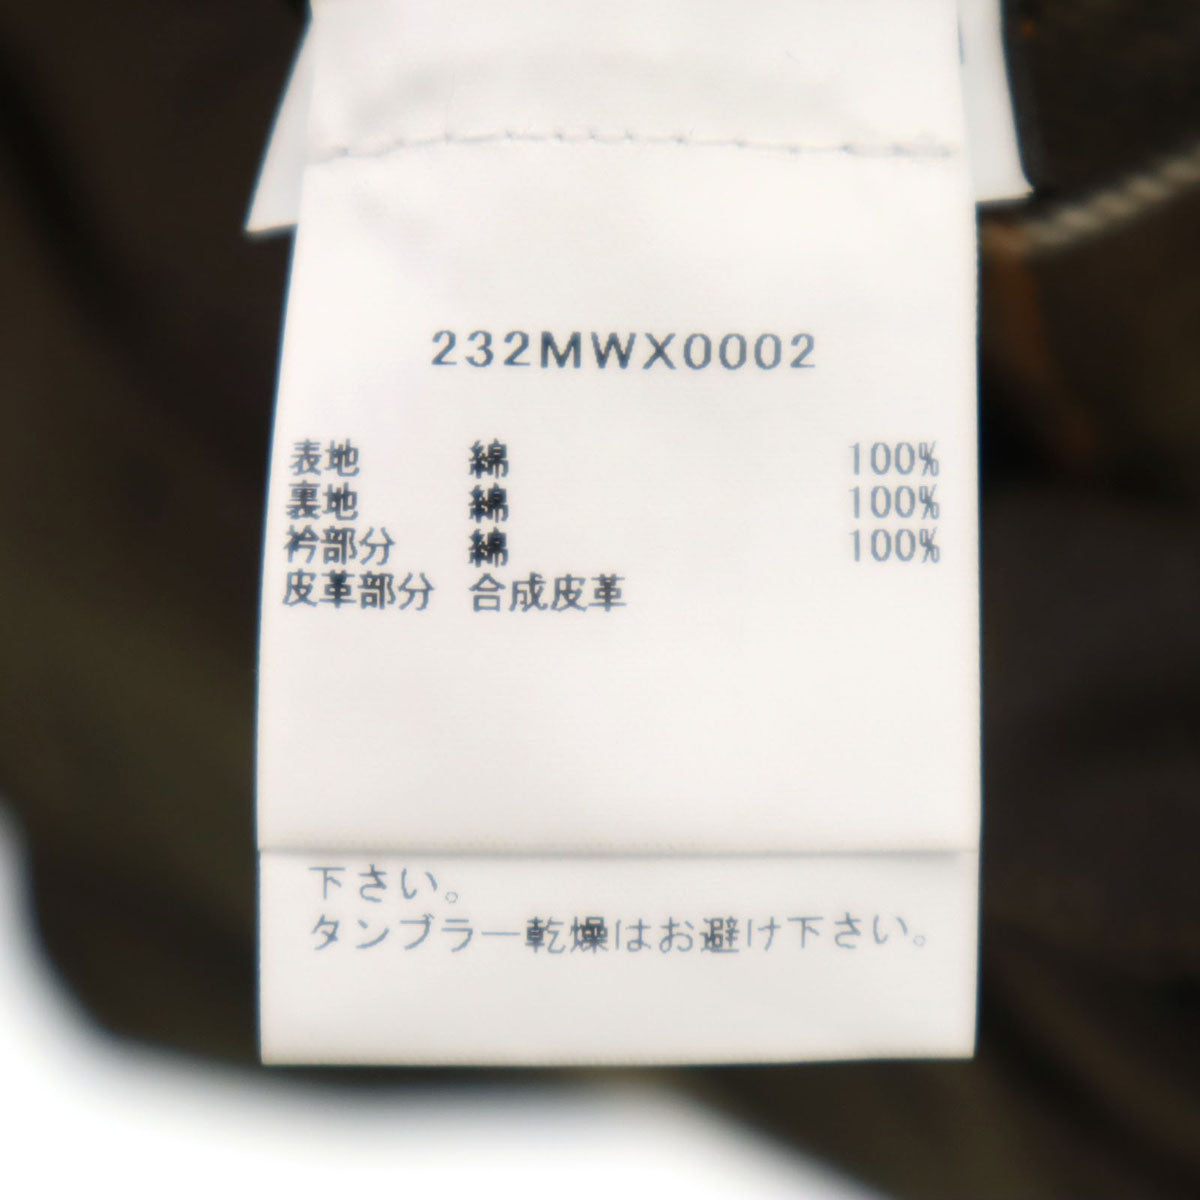 232MWX0002
表地 綿 100%
裏地 綿 100%
衿部分 綿 100%
皮革部分 合成皮革
下さい。
タンブラー乾燥はお避け下さい。